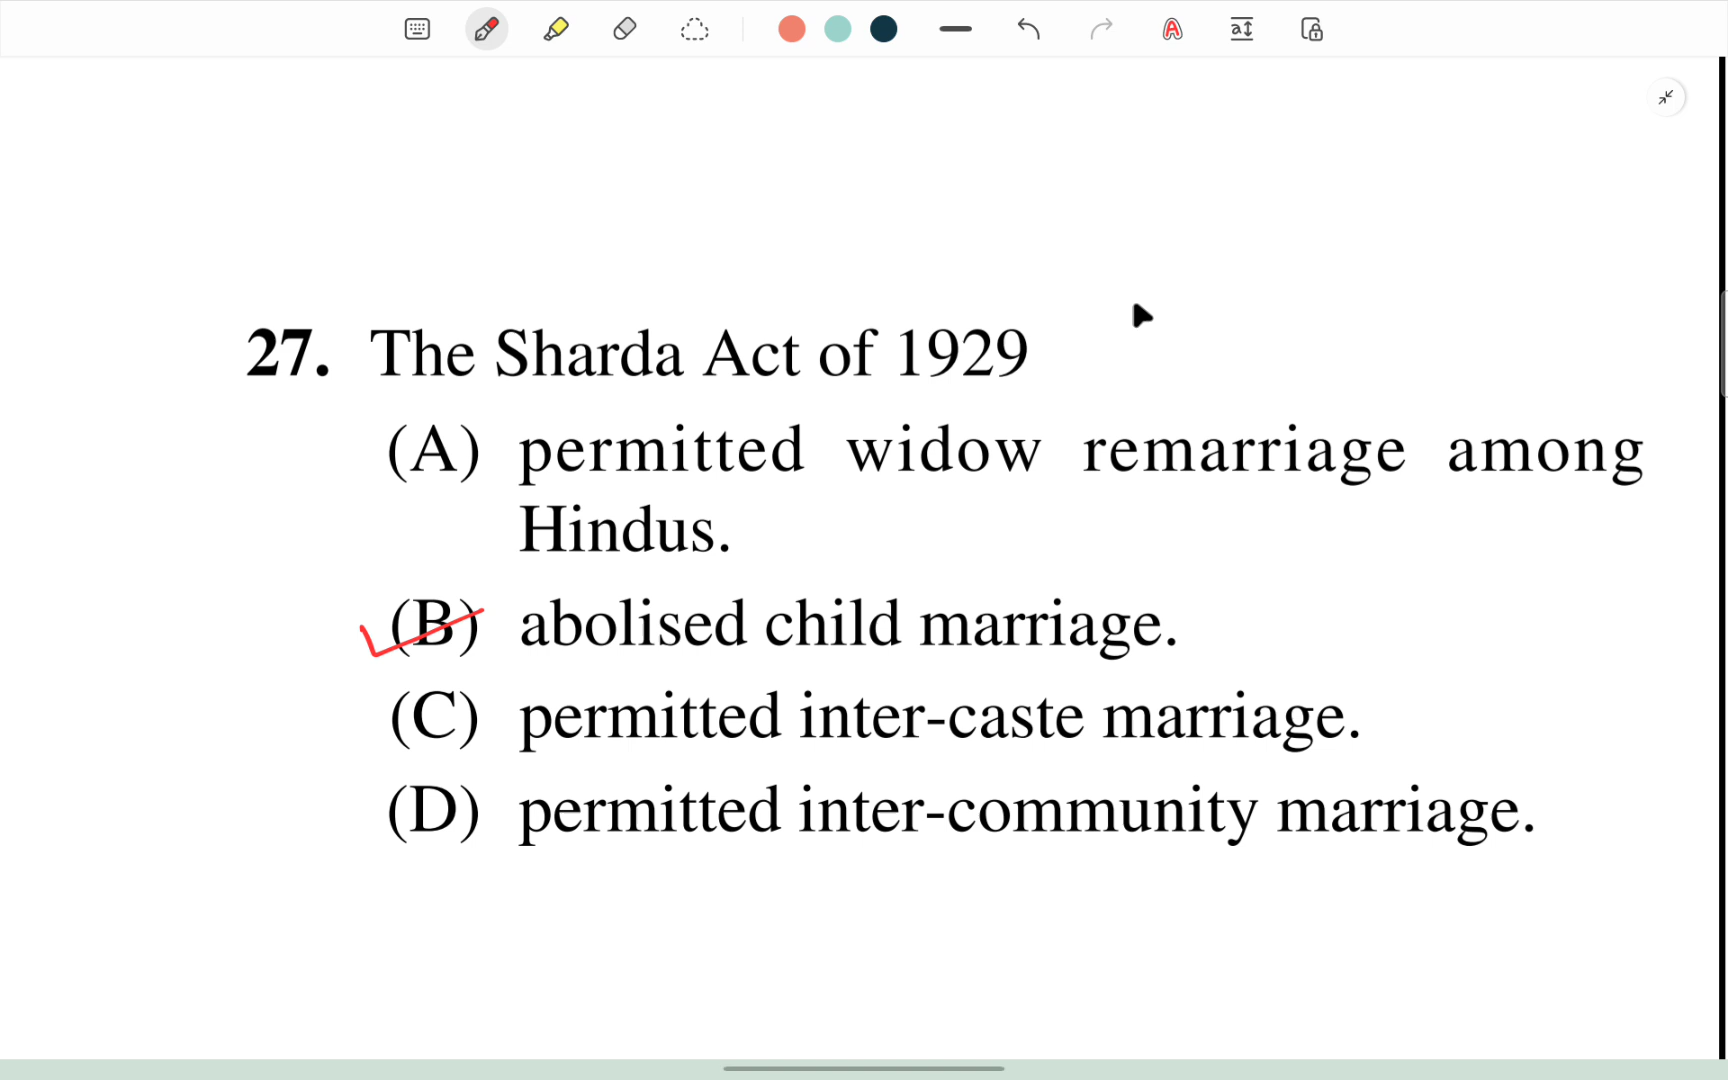 27. The Sharda Act of 1929
(A) permitted widow remarriage among
Hindus.
(B) abolised child marriage.
(C) permitted inter-caste marriage.
(D) permitted inter-community marriage.